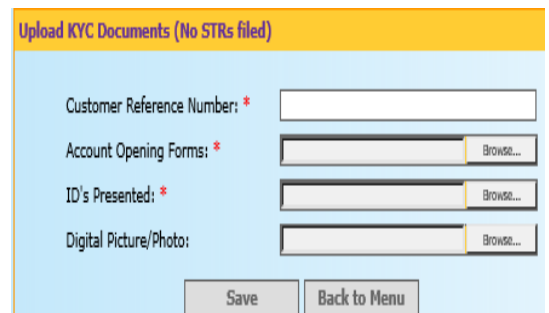 Upload KYC Documents (No STRs filed)
Customer Reference Number: *
Account Opening Forms: * Browse...
ID's Presented: * Browse...
Digital Picture/Photo: Browse...
Save Back to Menu